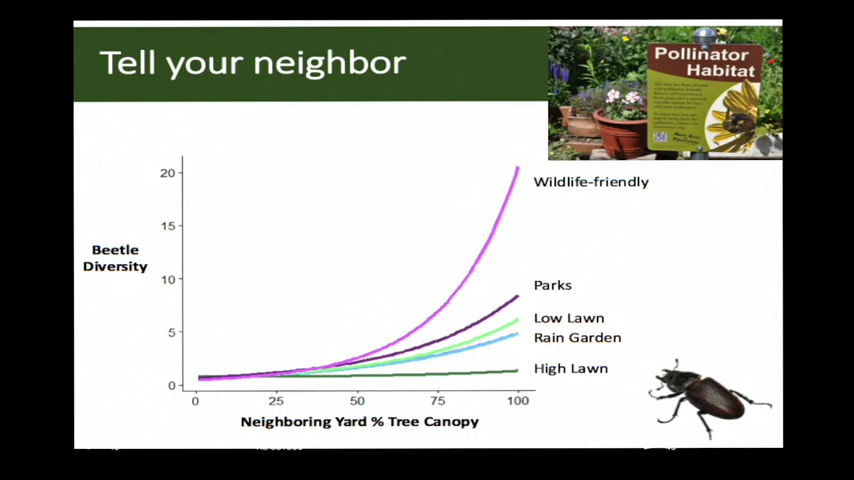 Tell your neighbor
Pollinator
Habitat
20
Wildlife-friendly
15
Beetle
Diversity
10
Parks
Low Lawn
5
Rain Garden
High Lawn
0
0 25 50 75 100
Neighboring Yard % Tree Canopy